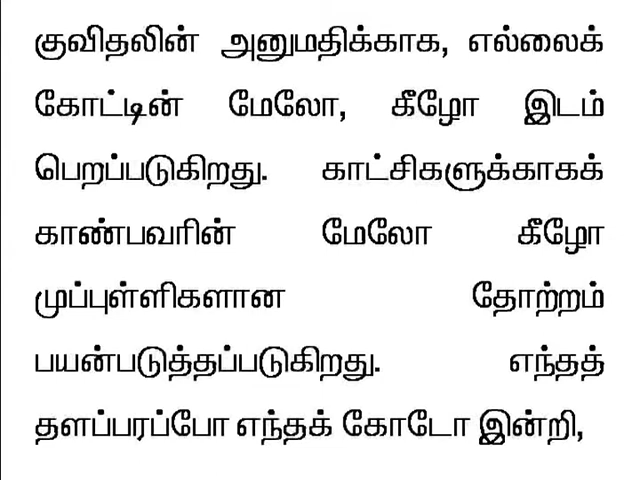 குவிதலின் அனுமதிக்காக, எல்லைக்
கோட்டின் மேலோ, கீழோ இடம்
பெறப்படுகிறது. காட்சிகளுக்காகக்
காண்பவரின் மேலோ கீழோ
முப்புள்ளிகளான தோற்றம்
பயன்படுத்தப்படுகிறது. எந்தத்
தளப்பரப்போ எந்தக் கோடோ இன்றி,